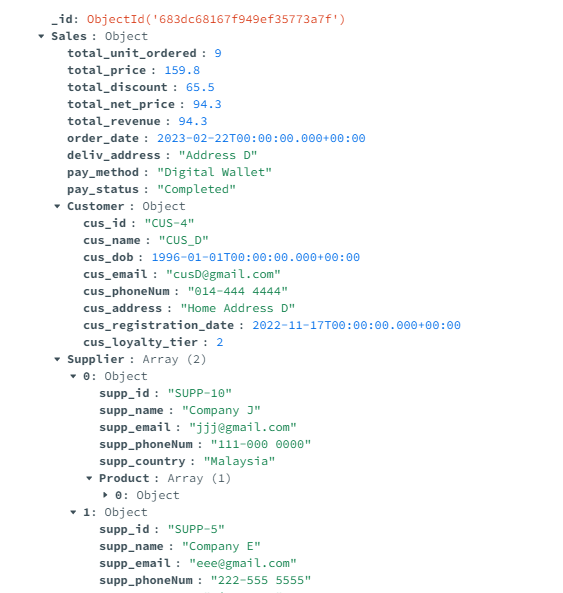 _id: ObjectId('683dc68167f949ef35773a7f')
Sales : Object
total_unit_ordered : 9
total_price : 159.8
total_discount : 65.5
total_net_price : 94.3
total_revenue : 94.3
order_date : 2023-02-22T00:00:00.000+00:00
deliv_address : "Address D"
pay_method : "Digital Wallet"
pay_status : "Completed"
Customer : Object
cus_id : "CUS-4"
cus_name : "CUS_D"
cus_dob : 1996-01-01T00:00:00.000+00:00
cus_email : "cusD@gmail.com"
cus_phoneNum : "014-444 4444"
cus_address : "Home Address D"
cus_registration_date : 2022-11-17T00:00:00.000+00:00
cus_loyalty_tier : 2
Supplier : Array (2)
0: Object
supp_id : "SUPP-10"
supp_name : "Company J"
supp_email : "jjj@gmail.com"
supp_phoneNum : "111-000 0000"
supp_country : "Malaysia"
Product : Array (1)
0: Object
1: Object
supp_id : "SUPP-5"
supp_name : "Company E"
supp_email : "eee@gmail.com"
supp_phoneNum : "222-555 5555"